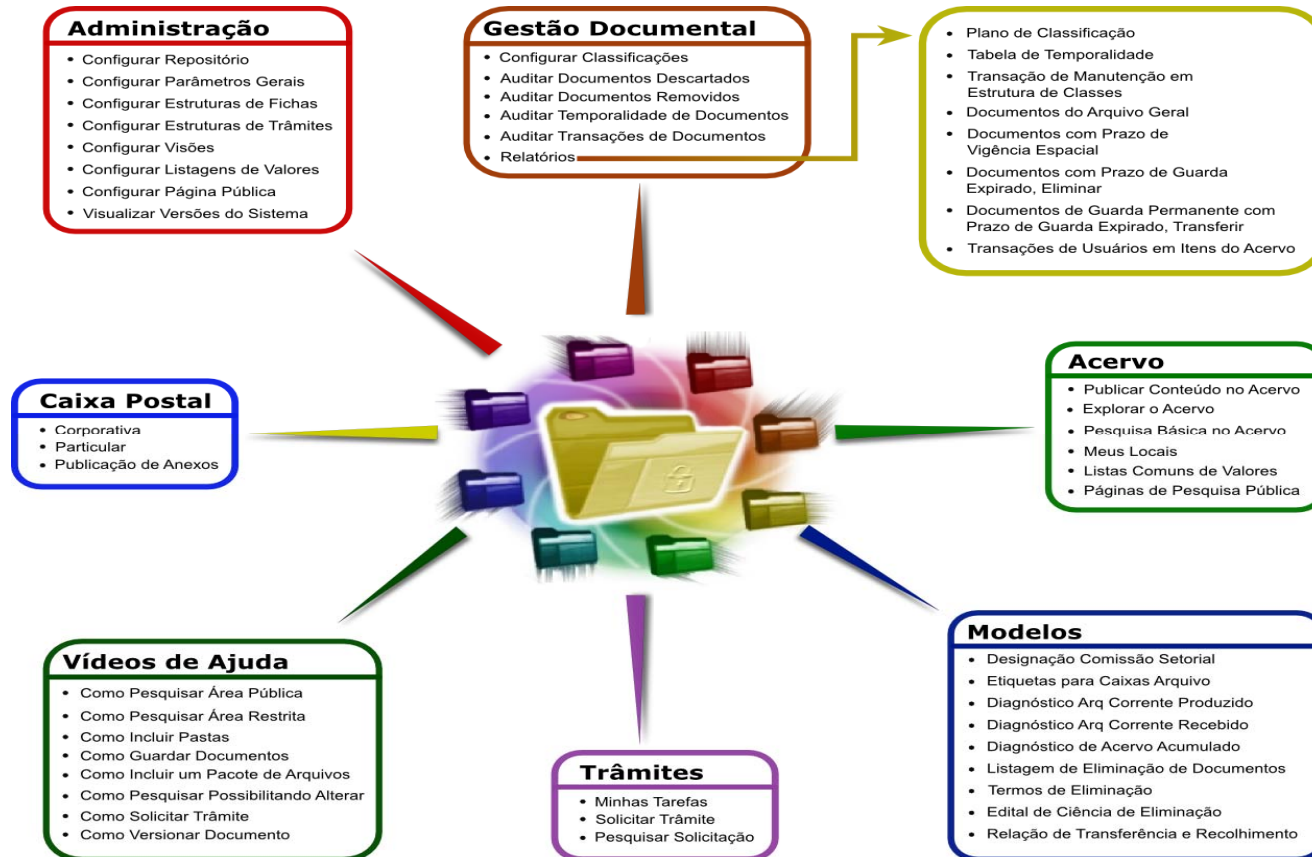 Administração
• Configurar Repositório
• Configurar Parâmetros Gerais
• Configurar Estruturas de Fichas
• Configurar Estruturas de Trâmites
• Configurar Visões
• Configurar Listagens de Valores
• Configurar Página Pública
• Visualizar Versões do Sistema
Gestão Documental
• Configurar Classificações
• Auditar Documentos Descartados
• Auditar Documentos Removidos
• Auditar Temporalidade de Documentos
• Auditar Transações de Documentos
• Relatórios
• Plano de Classificação
• Tabela de Temporalidade
• Transação de Manutenção em
Estrutura de Classes
• Documentos do Arquivo Geral
• Documentos com Prazo de
Vigência Espacial
• Documentos com Prazo de Guarda
Expirado, Eliminar
• Documentos de Guarda Permanente com
Prazo de Guarda Expirado, Transferir
• Transações de Usuários em Itens do Acervo
Caixa Postal
• Corporativa
• Particular
• Publicação de Anexos
Acervo
• Publicar Conteúdo no Acervo
• Explorar o Acervo
• Pesquisa Básica no Acervo
• Meus Locais
• Listas Comuns de Valores
• Páginas de Pesquisa Pública
Vídeos de Ajuda
• Como Pesquisar Área Pública
• Como Pesquisar Área Restrita
• Como Incluir Pastas
• Como Guardar Documentos
• Como Incluir um Pacote de Arquivos
• Como Pesquisar Possibilitando Alterar
• Como Solicitar Trâmite
• Como Versionar Documento
Trâmites
• Minhas Tarefas
• Solicitar Trâmite
• Pesquisar Solicitação
Modelos
• Designação Comissão Setorial
• Etiquetas para Caixas Arquivo
• Diagnóstico Arq Corrente Produzido
• Diagnóstico Arq Corrente Recebido
• Diagnóstico de Acervo Acumulado
• Listagem de Eliminação de Documentos
• Termos de Eliminação
• Edital de Ciência de Eliminação
• Relação de Transferência e Recolhimento